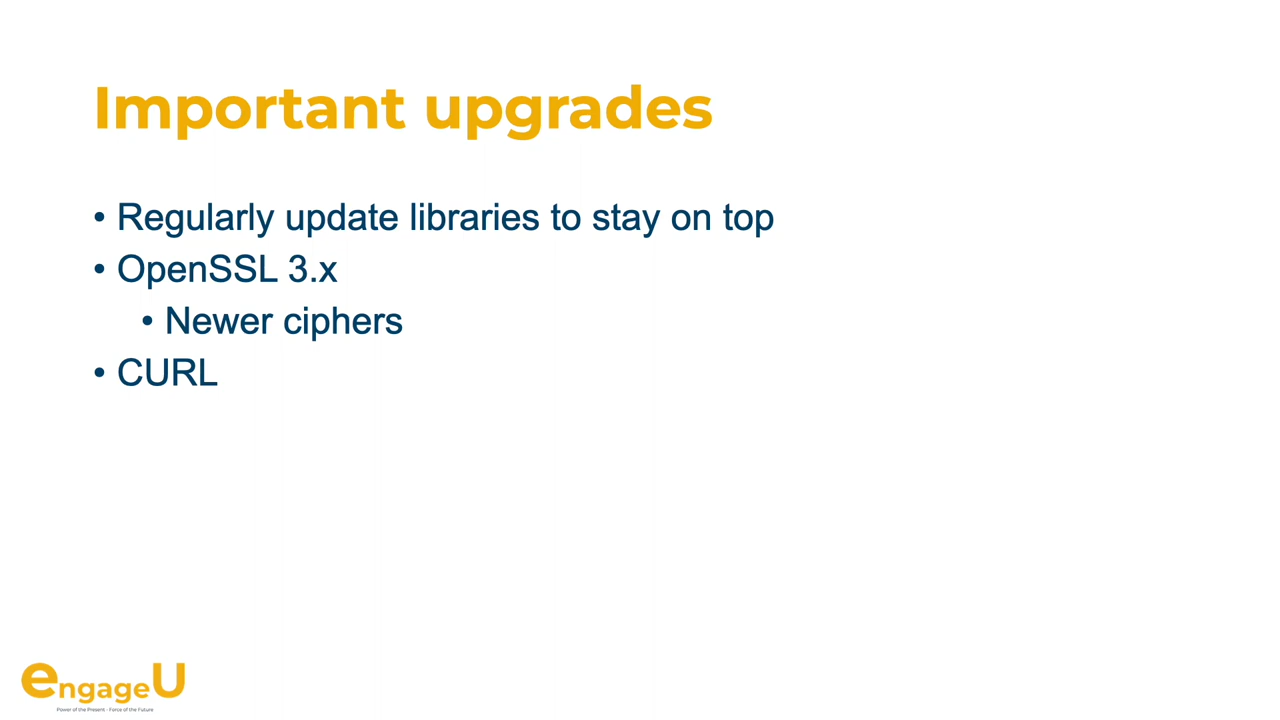 Important upgrades
• Regularly update libraries to stay on top
• OpenSSL 3.x
• Newer ciphers
• CURL
engageU
Power of the Present - Force of the Future